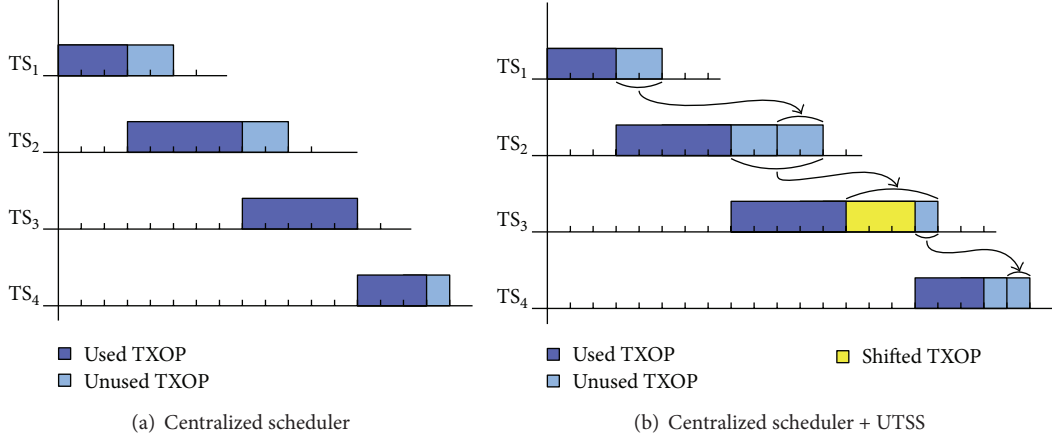 TS1
TS2
TS3
TS4
Used TXOP
Unused TXOP
(a) Centralized scheduler
TS1
TS2
TS3
TS4
Used TXOP
Shifted TXOP
Unused TXOP
(b) Centralized scheduler + UTSS